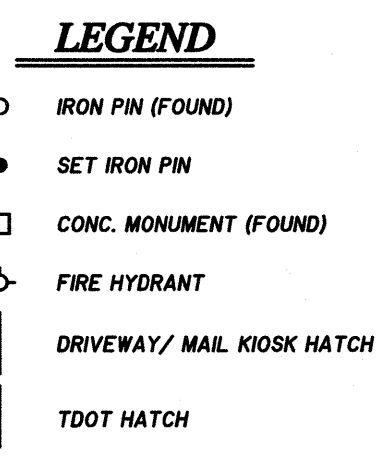 LEGEND
IRON PIN (FOUND)
SET IRON PIN
CONC. MONUMENT (FOUND)
FIRE HYDRANT
DRIVEWAY/ MAIL KIOSK HATCH
TDOT HATCH